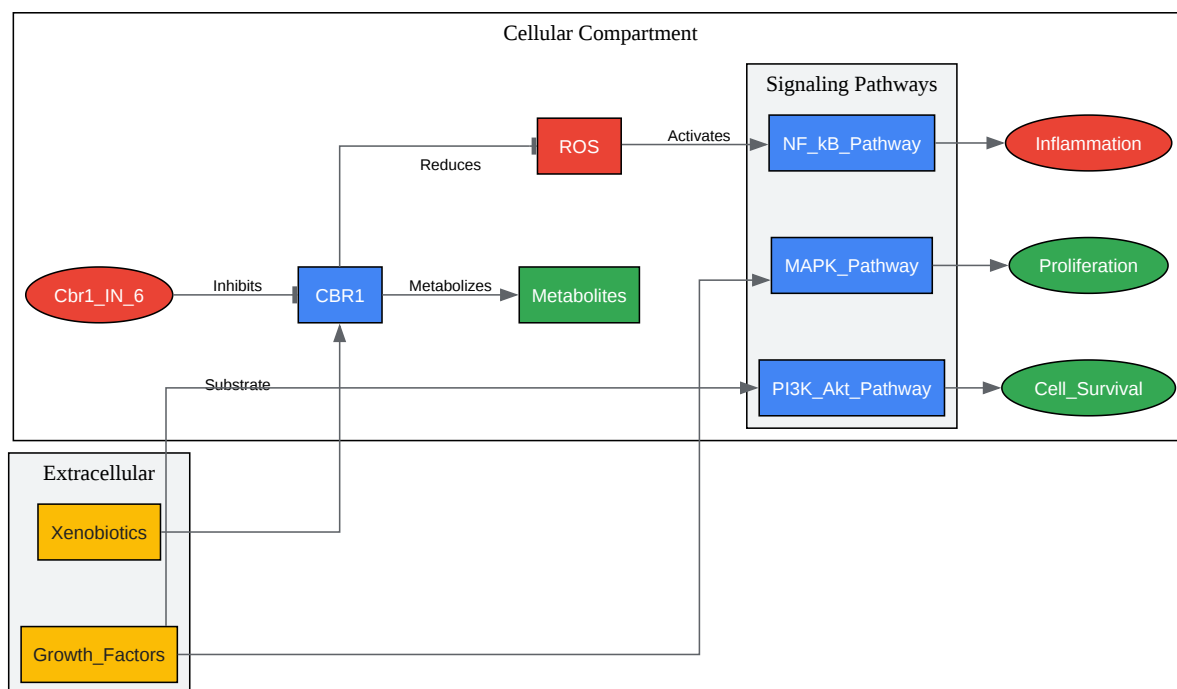 Cellular Compartment
Signaling Pathways
ROS
Activates
NF_kB_Pathway
Inflammation
Reduces
MAPK_Pathway
Proliferation
Cbr1_IN_6
Inhibits
CBR1
Metabolizes
Metabolites
Substrate
PI3K_Akt_Pathway
Cell_Survival
Extracellular
Xenobiotics
Growth_Factors